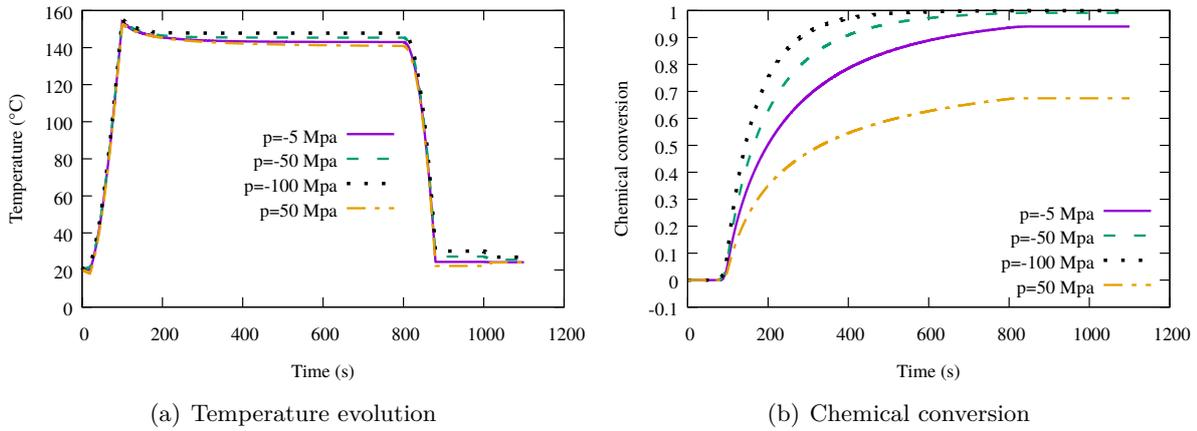 160
140
120
100
80
60
40
20
0
Temperature (°C)
p=-5 Mpa
p=-50 Mpa
p=-100 Mpa
p=50 Mpa
0 200 400 600 800 1000 1200
Time (s)
(a) Temperature evolution
1
0.9
0.8
0.7
0.6
0.5
0.4
0.3
0.2
0.1
0
-0.1
Chemical conversion
p=-5 Mpa
p=-50 Mpa
p=-100 Mpa
p=50 Mpa
0 200 400 600 800 1000 1200
Time (s)
(b) Chemical conversion